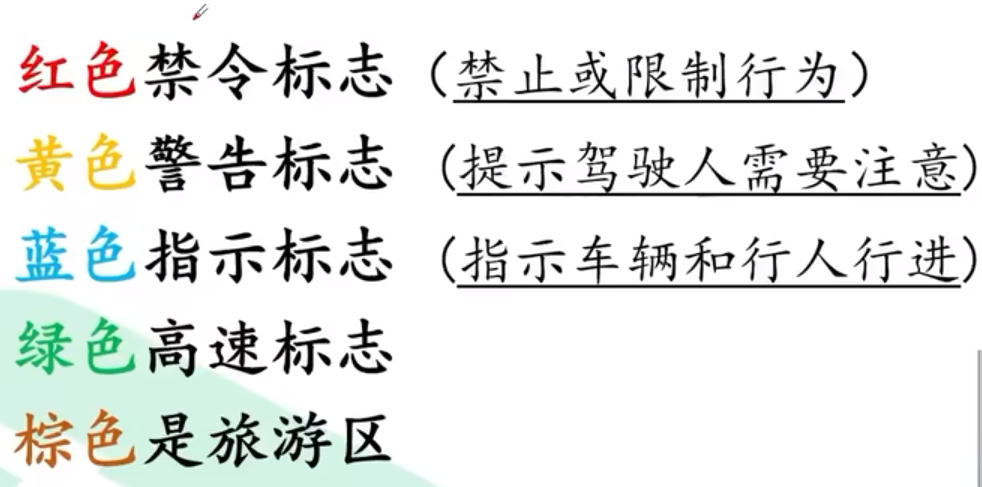 红色禁令标志（禁止或限制行为）
黄色警告标志（提示驾驶人需要注意）
蓝色指示标志（指示车辆和行人行进）
绿色高速标志
棕色是旅游区